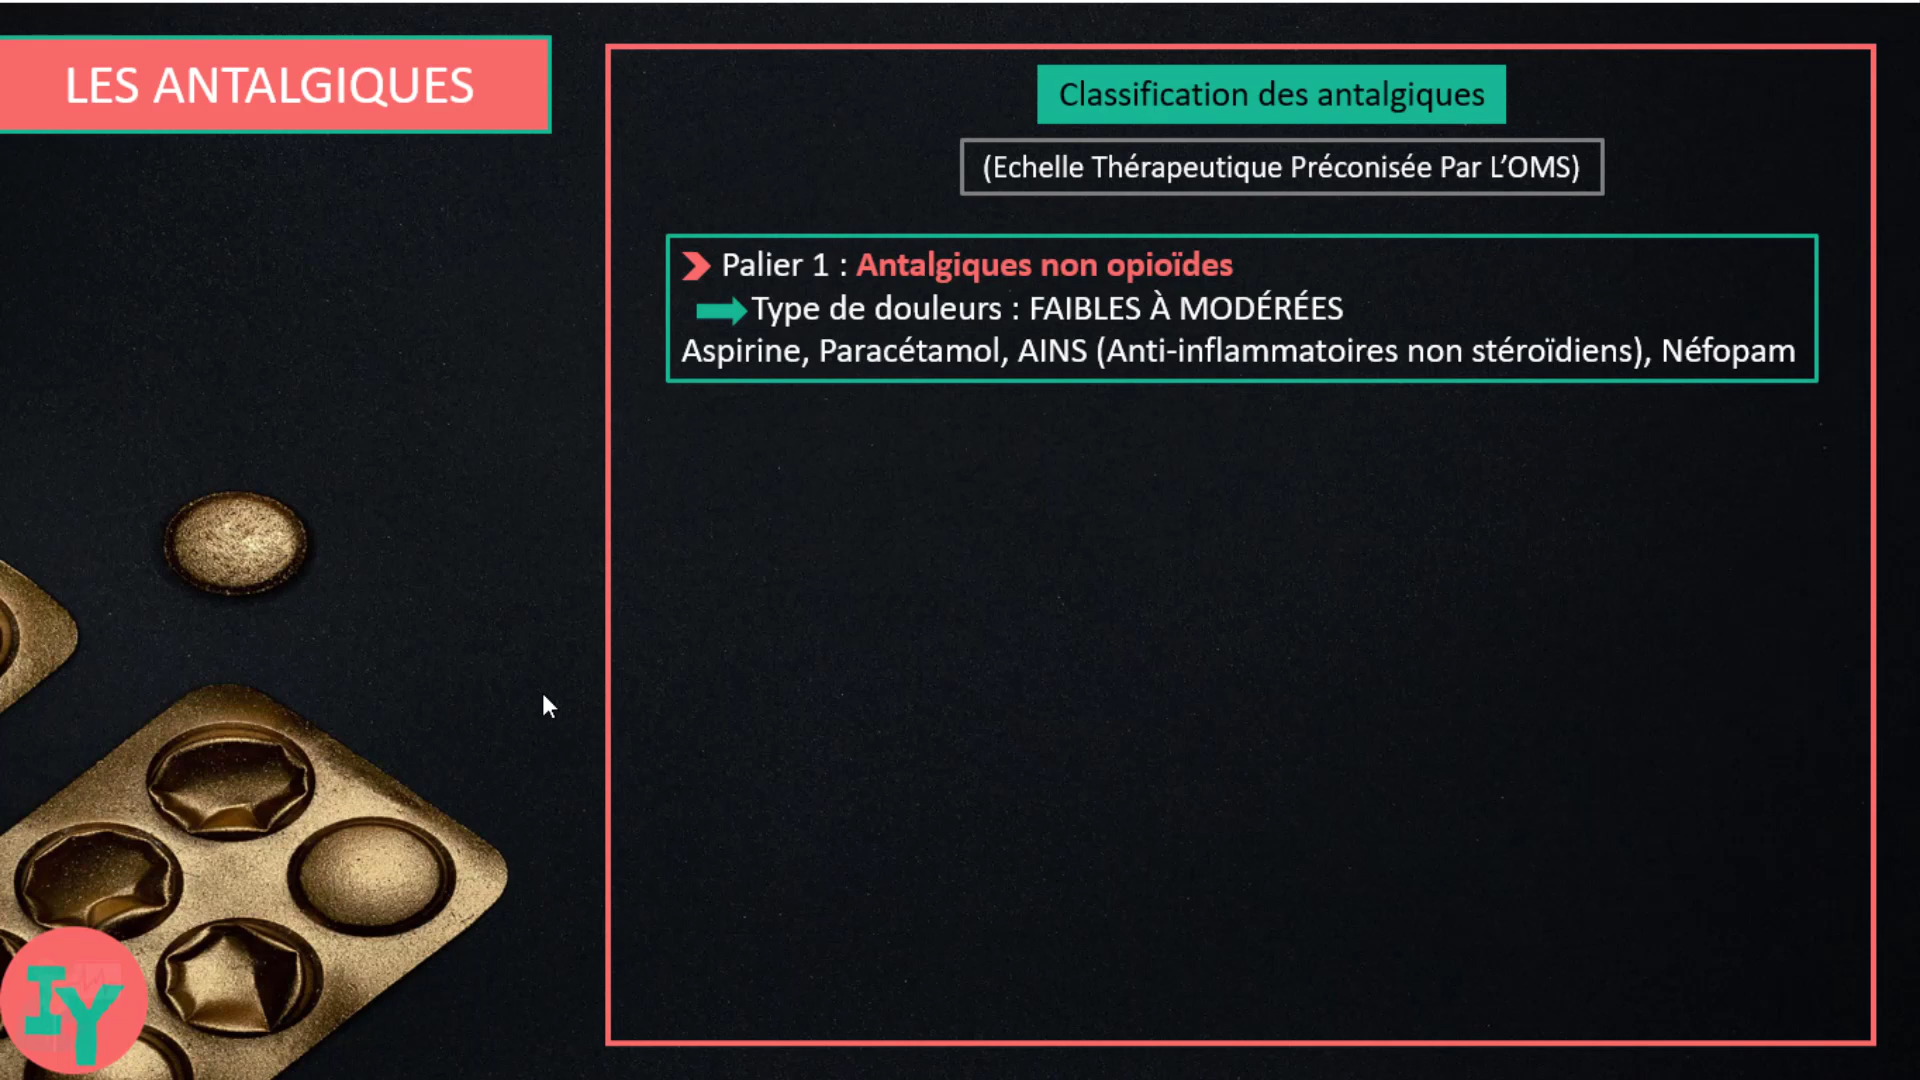 LES ANTALGIQUES
Classification des antalgiques
(Echelle Thérapeutique Préconisée Par L’OMS)
Palier 1 : Antalgiques non opioïdes
Type de douleurs : FAIBLES À MODÉRÉES
Aspirine, Paracétamol, AINS (Anti-inflammatoires non stéroïdiens), Néfopam
IY